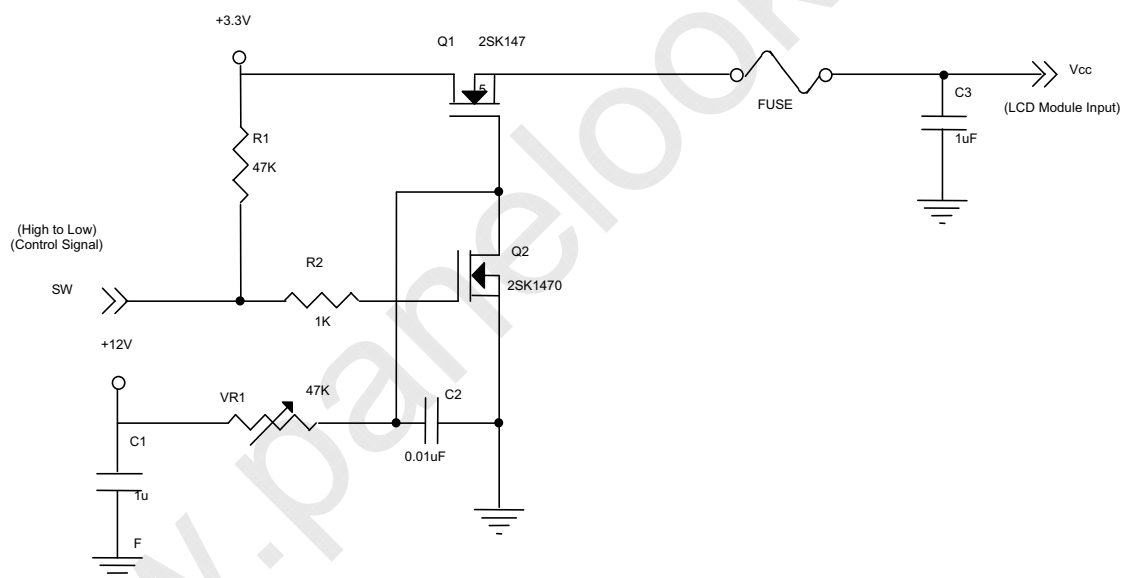 +3.3V
Q1 2SK147
5
FUSE
C3
1uF
Vcc
(LCD Module Input)
R1
47K
(High to Low)
(Control Signal)
SW
R2
1K
Q2
2SK1470
+12V
VR1
47K
C2
0.01uF
C1
1u
F
w.panelook